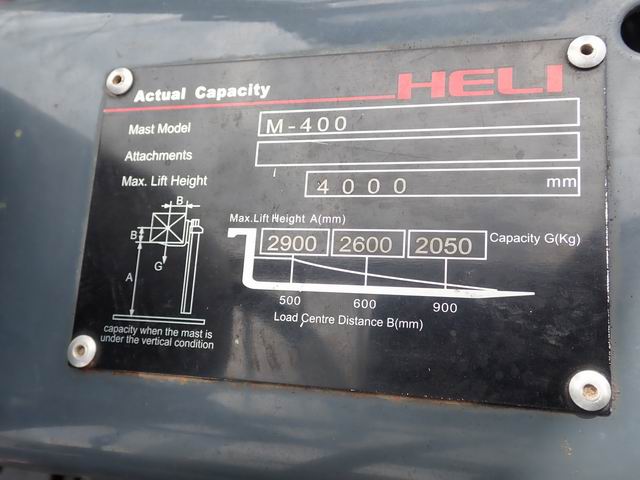 Actual Capacity HELI
Mast Model M-400
Attachments
Max. Lift Height 4000 mm
B
B
G
A
Max.Lift Height A(mm)
2900 2600 2050 Capacity G(Kg)
500 600 900
Load Centre Distance B(mm)
capacity when the mast is
under the vertical condition